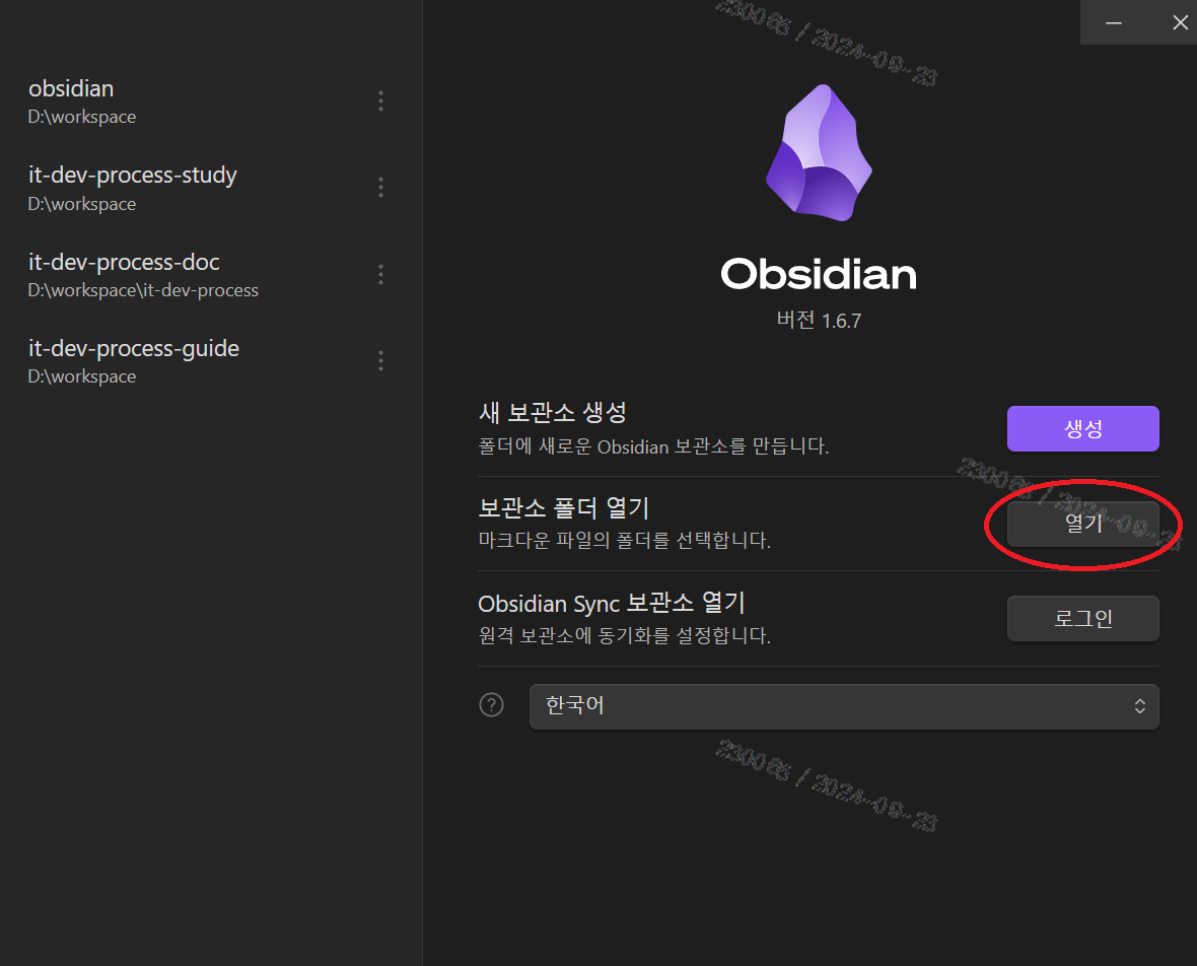 obsidian
D:\workspace
it-dev-process-study
D:\workspace
it-dev-process-doc
D:\workspace\it-dev-process
it-dev-process-guide
D:\workspace
Obsidian
버전 1.6.7
새 보관소 생성
폴더에 새로운 Obsidian 보관소를 만듭니다.
생성
보관소 폴더 열기
마크다운 파일의 폴더를 선택합니다.
열기
Obsidian Sync 보관소 열기
원격 보관소에 동기화를 설정합니다.
로그인
한국어